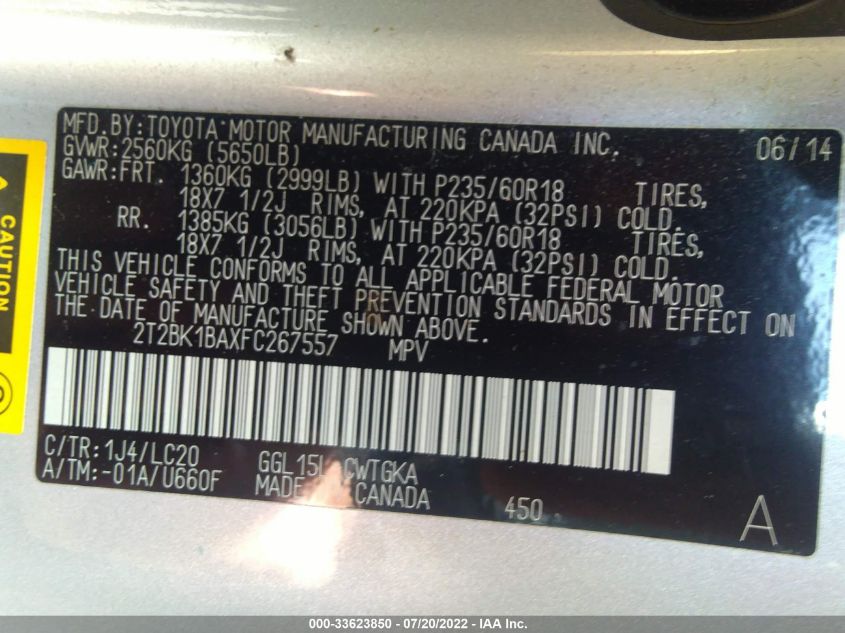 MFD.BY:TOYOTA MOTOR MANUFACTURING CANADA INC. 06/14
GVWR:2560KG (5650LB)
GAWR:FRT. 1360KG (2999LB) WITH P235/60R18 TIRES,
18X7 1/2J RIMS, AT 220KPA (32PSI) COLD.
RR. 1385KG (3056LB) WITH P235/60R18 TIRES,
18X7 1/2J RIMS, AT 220KPA (32PSI) COLD.
THIS VEHICLE CONFORMS TO ALL APPLICABLE FEDERAL MOTOR
VEHICLE SAFETY AND THEFT PREVENTION STANDARDS IN EFFECT ON
THE DATE OF MANUFACTURE SHOWN ABOVE.
2T2BK1BAXFC267557 MPV
C/TR:1J4/LC20 GGL15L CWTGKA
A/TM:-01A/U660F MADE CANADA 450 A
CAUTION
000-33623850 - 07/20/2022 - IAA Inc.